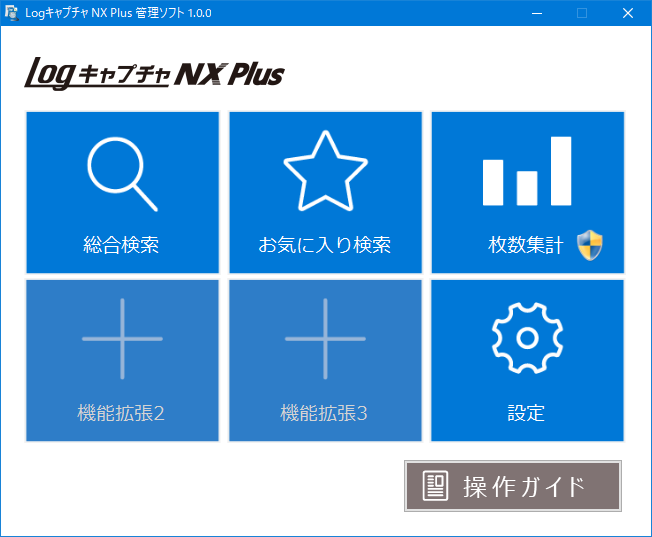 Logキャプチャ NX Plus 管理ソフト 1.0.0
Logキャプチャ NX Plus
総合検索
お気に入り検索
枚数集計
機能拡張2
機能拡張3
設定
操作ガイド